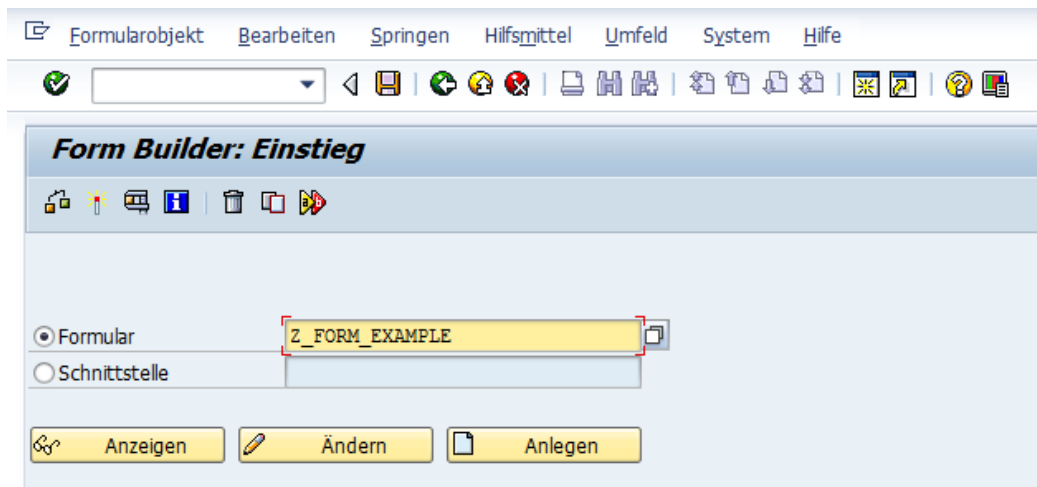 Formularobjekt Bearbeiten Springen Hilfsmittel Umfeld System Hilfe
Form Builder: Einstieg
Formular Z_FORM_EXAMPLE
Schnittstelle
Anzeigen Ändern Anlegen